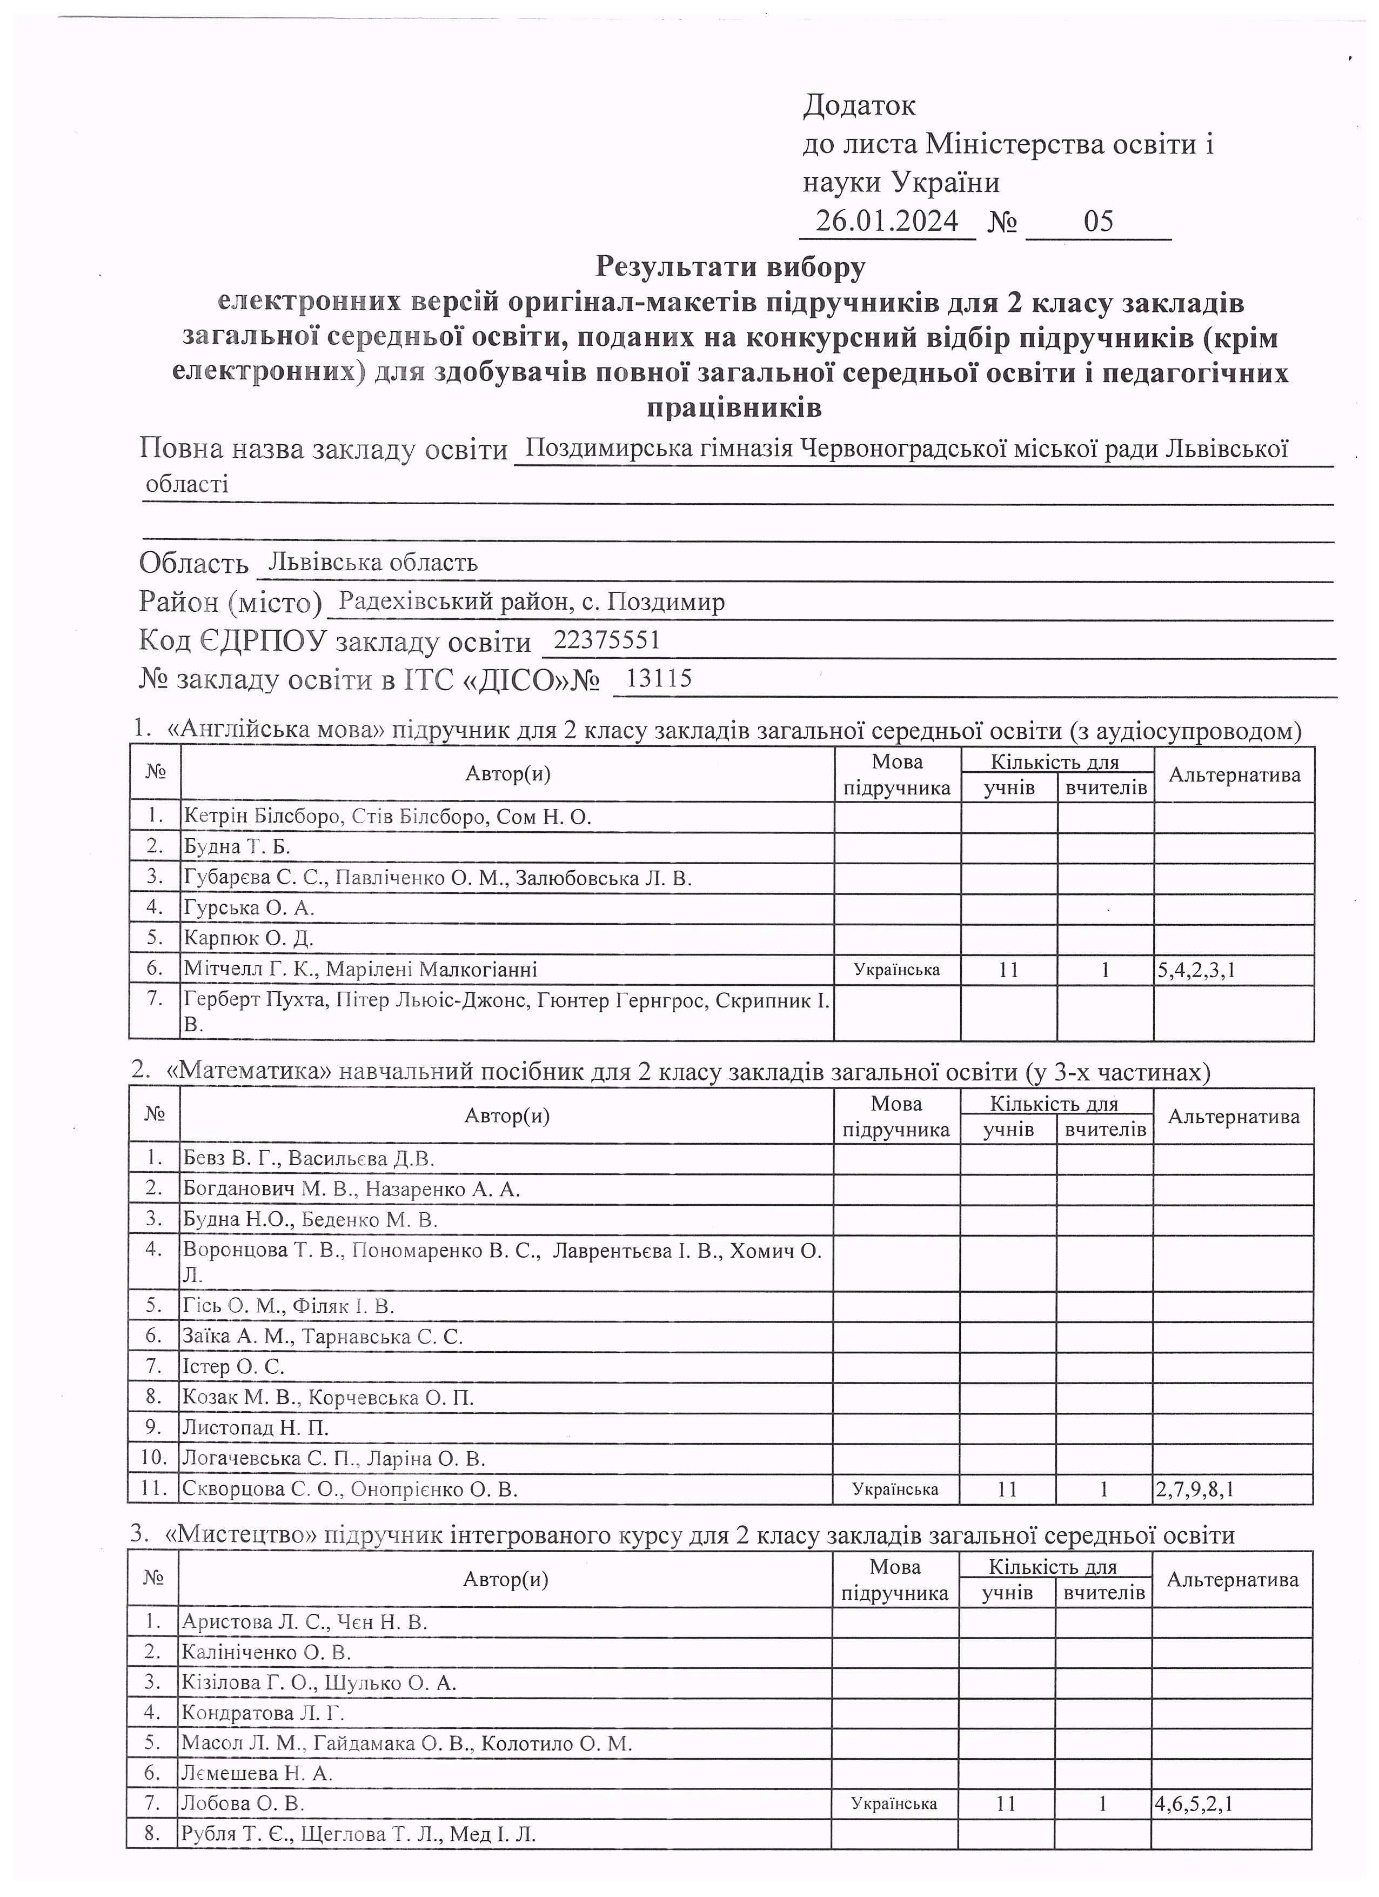 Додаток
до листа Міністерства освіти і
науки України
26.01.2024 № 05
Результати вибору
електронних версій оригінал-макетів підручників для 2 класу закладів
загальної середньої освіти, поданих на конкурсний відбір підручників (крім
електронних) для здобувачів повної загальної середньої освіти і педагогічних
працівників
Повна назва закладу освіти Поздимирська гімназія Червоноградської міської ради Львівської
області
Область Львівська область
Район (місто) Радехівський район, с. Поздимир
Код ЄДРПОУ закладу освіти 22375551
№ закладу освіти в ІТС «ДІСО»№ 13115
1. «Англійська мова» підручник для 2 класу закладів загальної середньої освіти (з аудіосупроводом)
№ Автор(и) Мова підручника Кількість для учнів вчителів Альтернатива
1. Кетрін Білсборо, Стів Білсборо, Сом Н. О.
2. Будна Т. Б.
3. Губарєва С. С., Павліченко О. М., Залюбовська Л. В.
4. Гурська О. А.
5. Карпюк О. Д.
6. Мітчелл Г. К., Марілені Малкогіанні Українська 11 1 5,4,2,3,1
7. Герберт Пухта, Пітер Льюіс-Джонс, Гюнтер Гернгрос, Скрипник І.
В.
2. «Математика» навчальний посібник для 2 класу закладів загальної освіти (у 3-х частинах)
№ Автор(и) Мова підручника Кількість для учнів вчителів Альтернатива
1. Бевз В. Г., Васильєва Д.В.
2. Богданович М. В., Назаренко А. А.
3. Будна Н.О., Беденко М. В.
4. Воронцова Т. В., Пономаренко В. С., Лаврентьєва І. В., Хомич О.
Л.
5. Гісь О. М., Філяк І. В.
6. Заїка А. М., Тарнавська С. С.
7. Істер О. С.
8. Козак М. В., Корчевська О. П.
9. Листопад Н. П.
10. Логачевська С. П., Ларіна О. В.
11. Скворцова С. О., Онопрієнко О. В. Українська 11 1 2,7,9,8,1
3. «Мистецтво» підручник інтегрованого курсу для 2 класу закладів загальної середньої освіти
№ Автор(и) Мова підручника Кількість для учнів вчителів Альтернатива
1. Аристова Л. С., Чєн Н. В.
2. Калініченко О. В.
3. Кізілова Г. О., Шулько О. А.
4. Кондратова Л. Г.
5. Масол Л. М., Гайдамака О. В., Колотило О. М.
6. Лємешева Н. А.
7. Лобова О. В. Українська 11 1 4,6,5,2,1
8. Рубля Т. Є., Щеглова Т. Л., Мед І. Л.